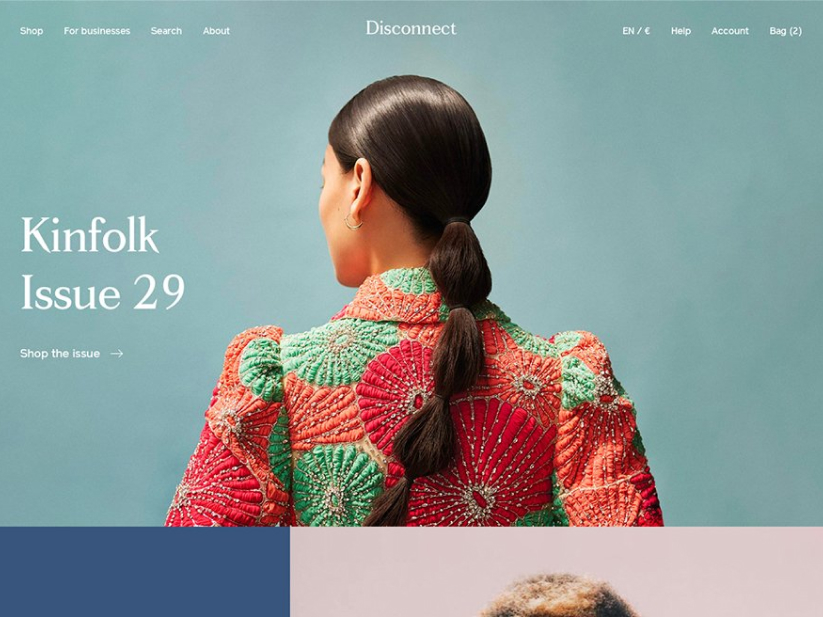 Shop For businesses Search About Disconnect EN / € Help Account Bag (2)
Kinfolk
Issue 29
Shop the issue